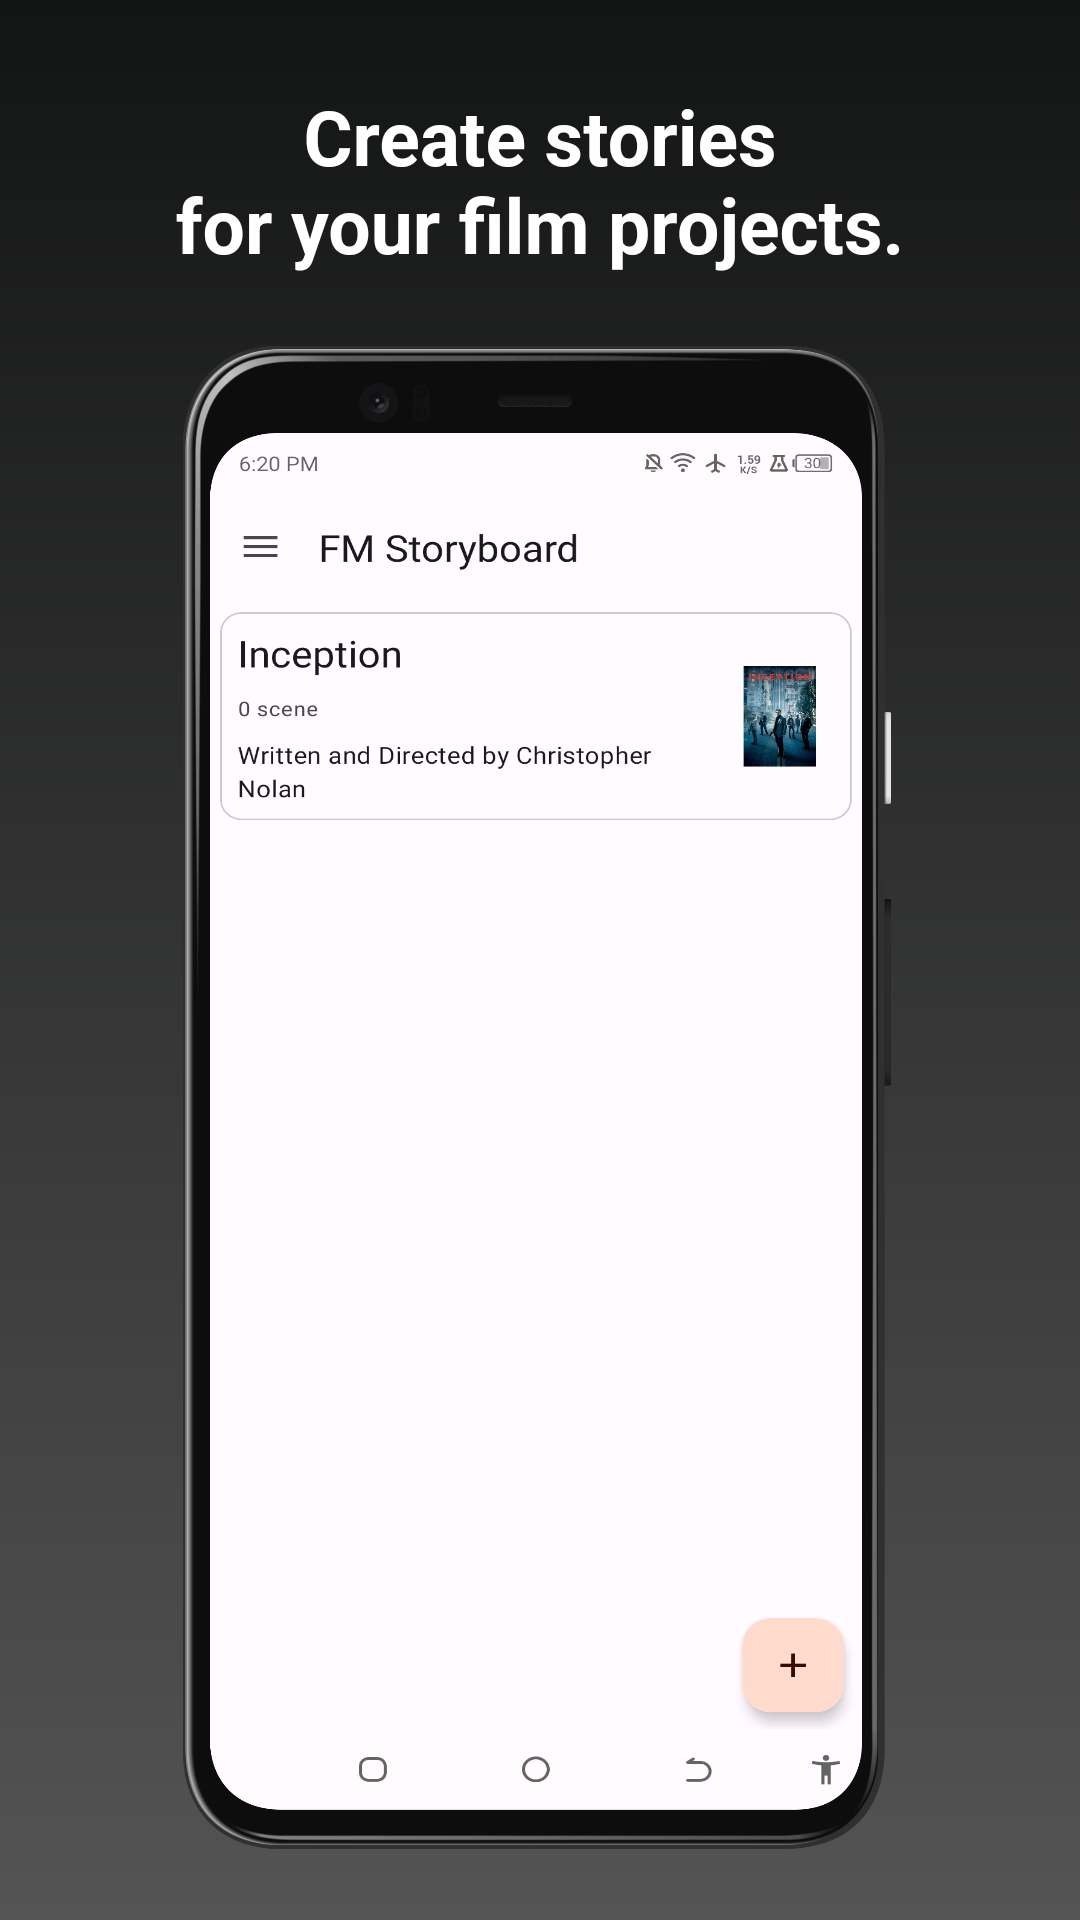 Create stories
for your film projects.
6:20 PM
1.59
K/S
30
FM Storyboard
Inception
0 scene
Written and Directed by Christopher
Nolan
INCEPTION